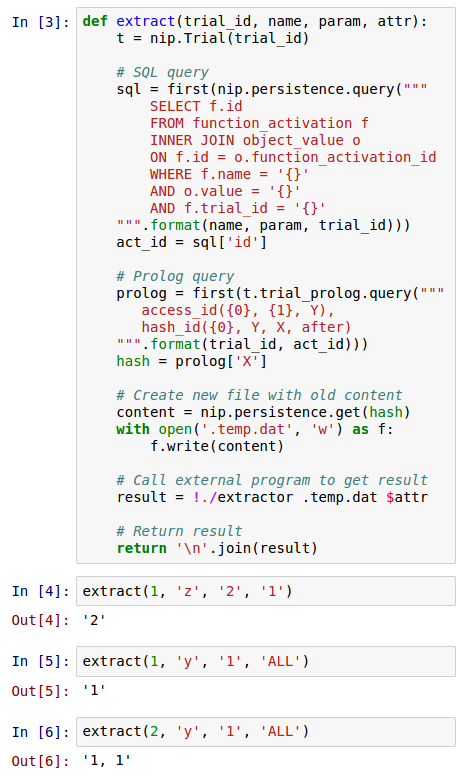 In [3]: def extract(trial_id, name, param, attr):
    t = nip.Trial(trial_id)

    # SQL query
    sql = first(nip.persistence.query("""
        SELECT f.id
        FROM function_activation f
        INNER JOIN object_value o
        ON f.id = o.function_activation_id
        WHERE f.name = '{}'
        AND o.value = '{}'
        AND f.trial_id = '{}'
    """.format(name, param, trial_id)))
    act_id = sql['id']

    # Prolog query
    prolog = first(t.trial_prolog.query("""
       access_id({0}, {1}, Y),
       hash_id({0}, Y, X, after)
    """.format(trial_id, act_id)))
    hash = prolog['X']

    # Create new file with old content
    content = nip.persistence.get(hash)
    with open('.temp.dat', 'w') as f:
        f.write(content)

    # Call external program to get result
    result = !./extractor .temp.dat $attr

    # Return result
    return '\n'.join(result)
In [4]: extract(1, 'z', '2', '1')
Out[4]: '2'
In [5]: extract(1, 'y', '1', 'ALL')
Out[5]: '1'
In [6]: extract(2, 'y', '1', 'ALL')
Out[6]: '1, 1'